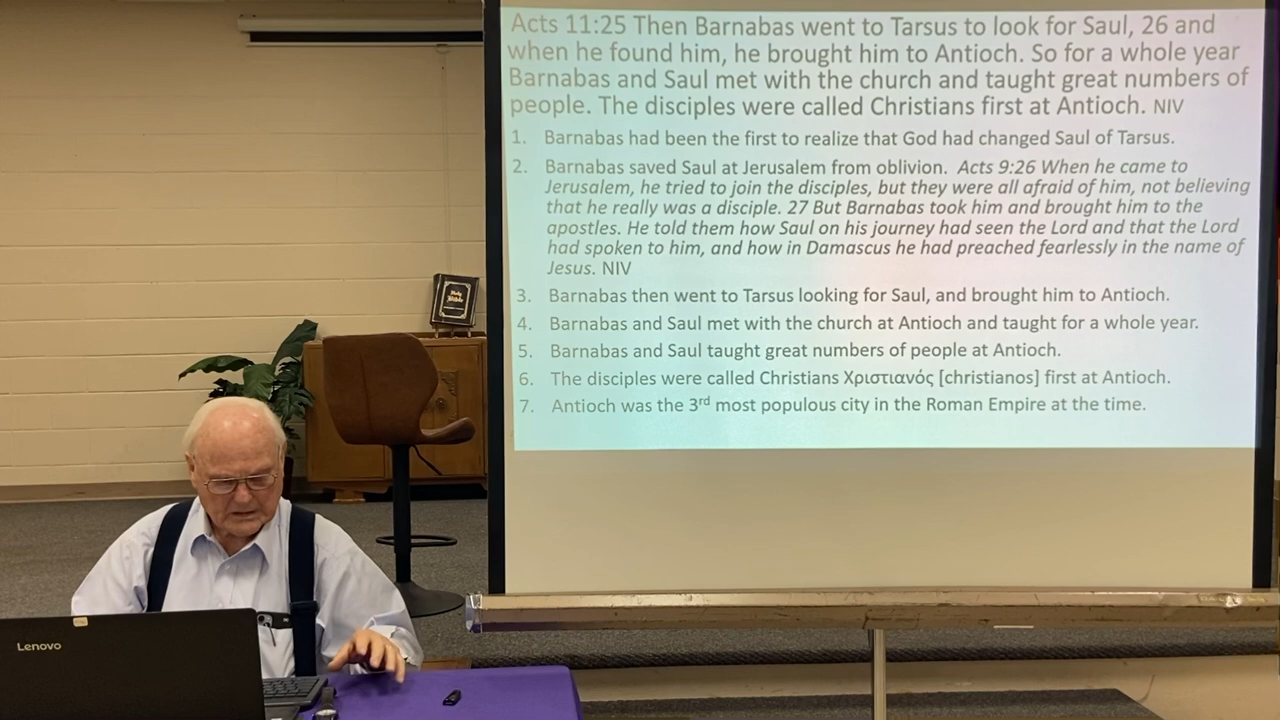 Acts 11:25 Then Barnabas went to Tarsus to look for Saul, 26 and
when he found him, he brought him to Antioch. So for a whole year
Barnabas and Saul met with the church and taught great numbers of
people. The disciples were called Christians first at Antioch. NIV
1. Barnabas had been the first to realize that God had changed Saul of Tarsus.
2. Barnabas saved Saul at Jerusalem from oblivion. Acts 9:26 When he came to
Jerusalem, he tried to join the disciples, but they were all afraid of him, not believing
that he really was a disciple. 27 But Barnabas took him and brought him to the
apostles. He told them how Saul on his journey had seen the Lord and that the Lord
had spoken to him, and how in Damascus he had preached fearlessly in the name of
Jesus. NIV
3. Barnabas then went to Tarsus looking for Saul, and brought him to Antioch.
4. Barnabas and Saul met with the church at Antioch and taught for a whole year.
5. Barnabas and Saul taught great numbers of people at Antioch.
6. The disciples were called Christians Χριστιανός [christianos] first at Antioch.
7. Antioch was the 3rd most populous city in the Roman Empire at the time.
Holy
Bible
Lenovo